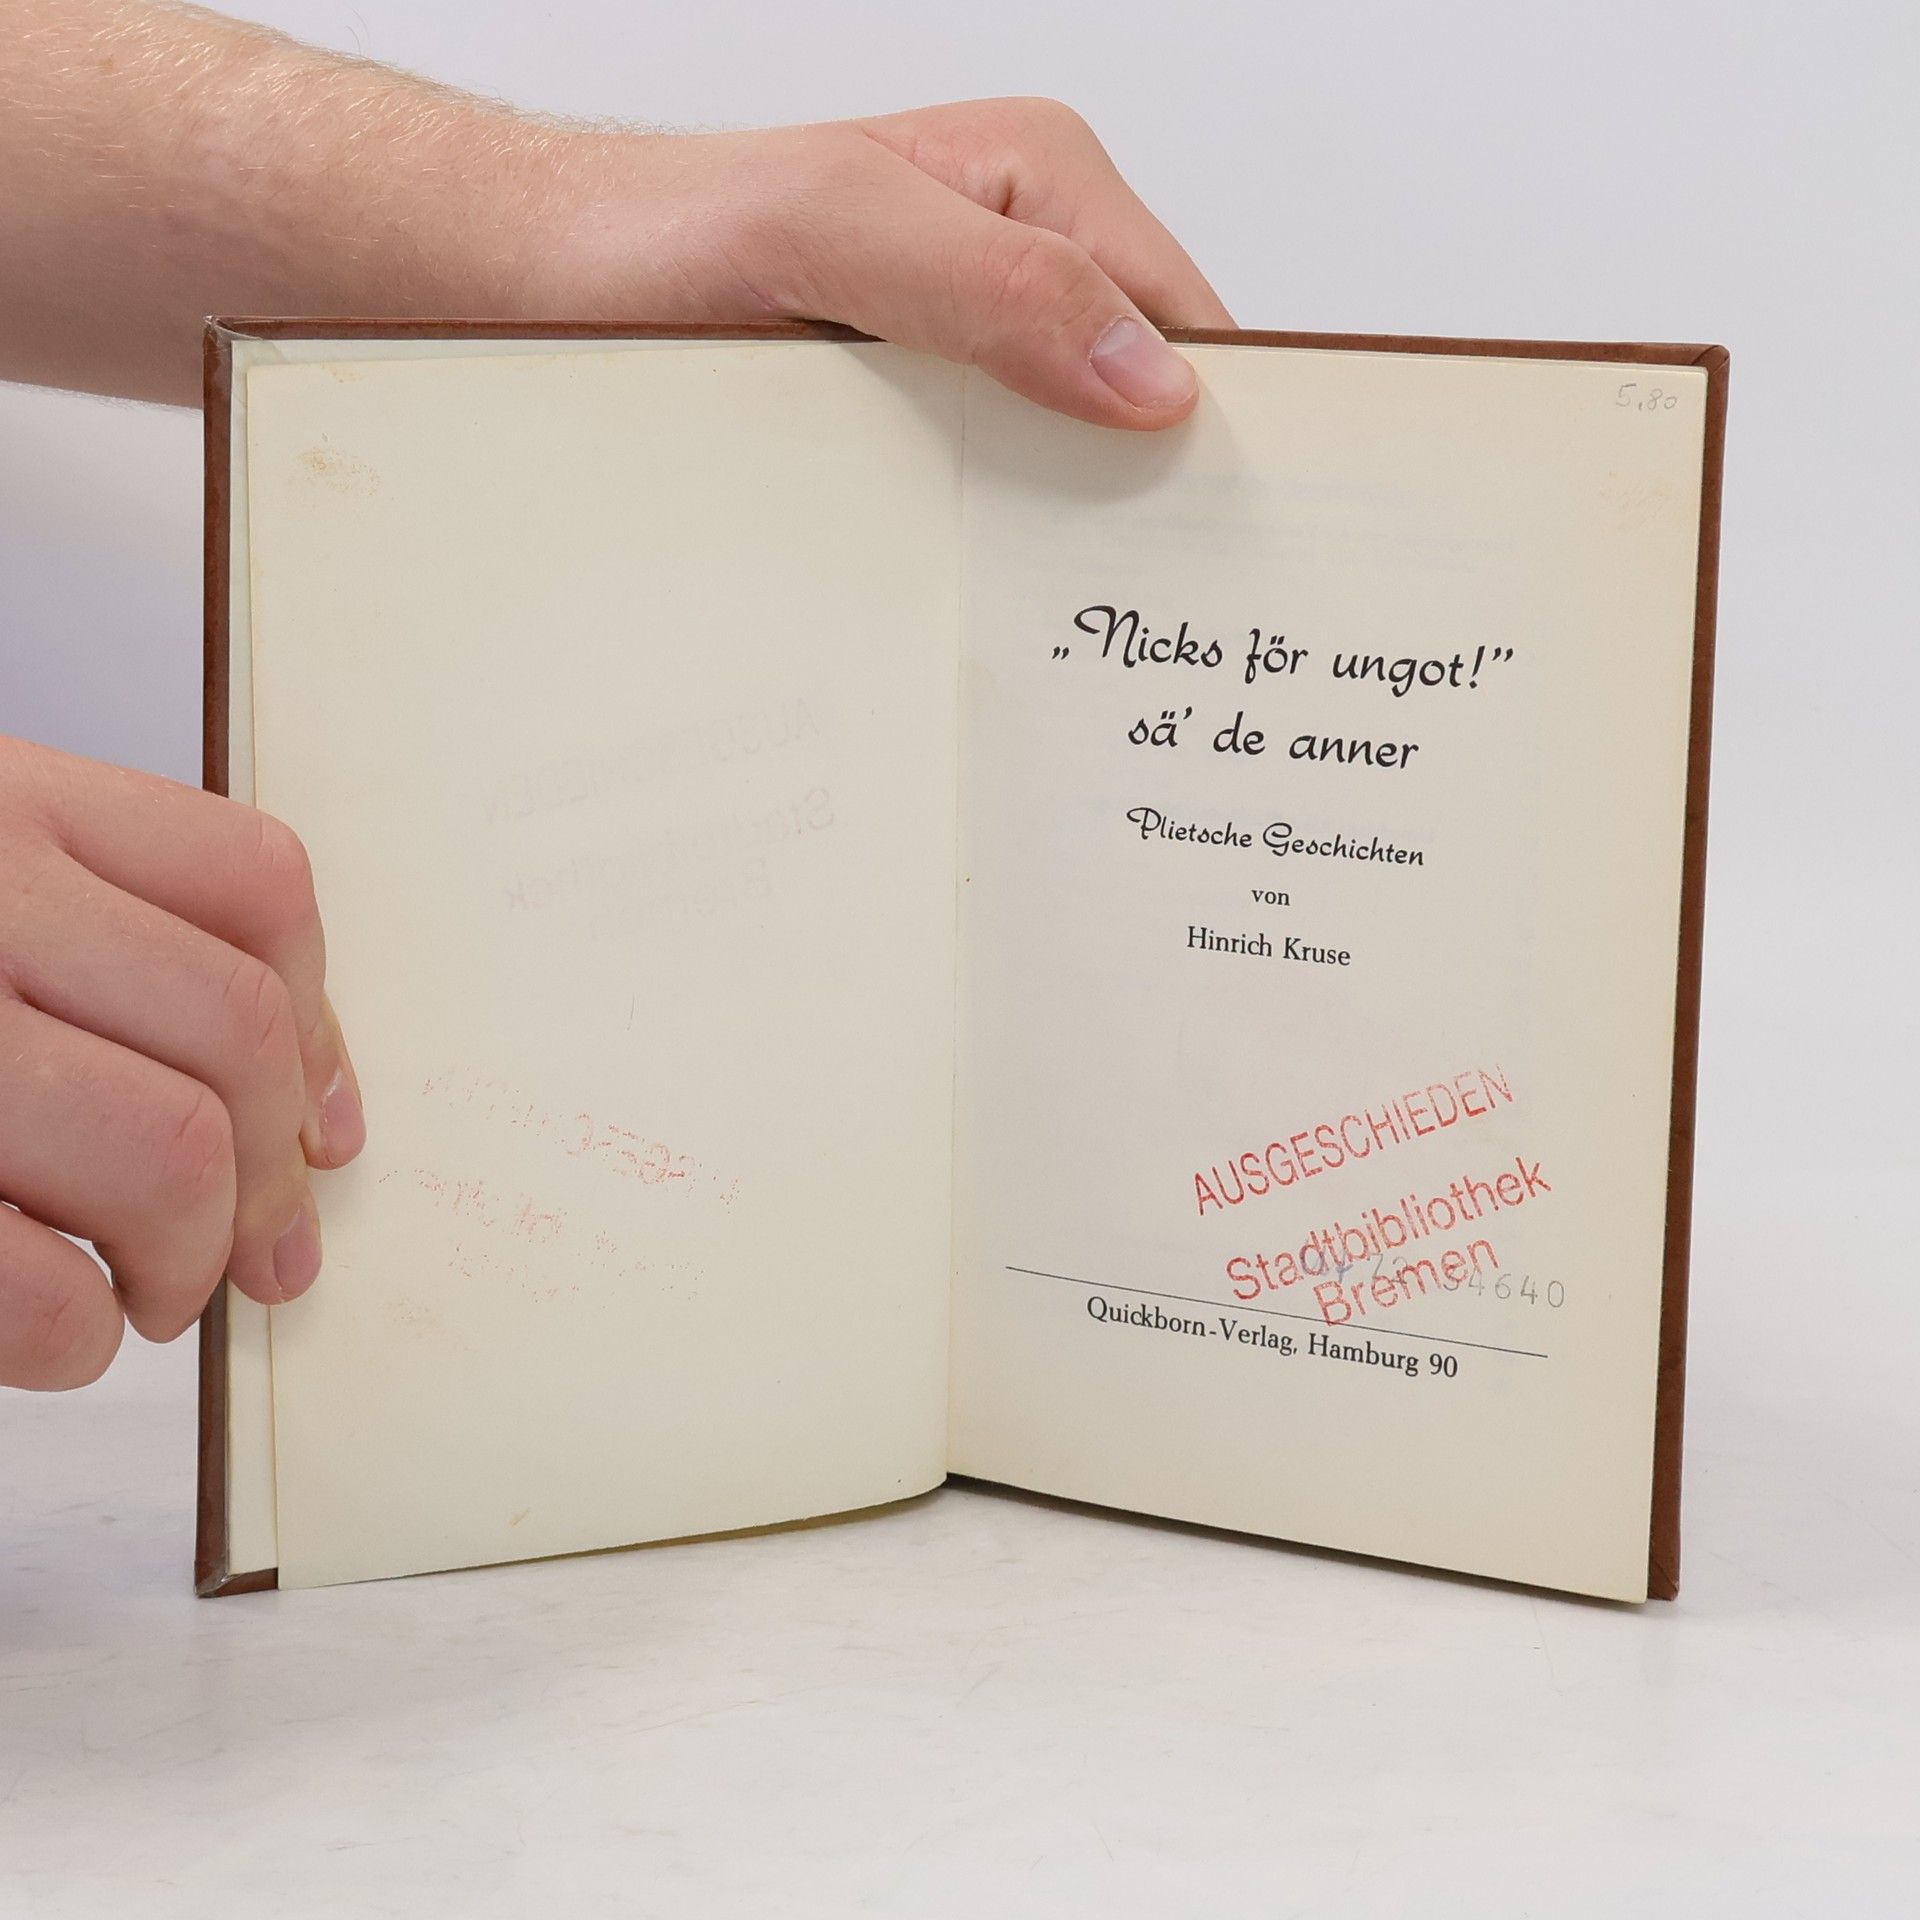 5,80
„Nicks för ungot!”
sä’ de anner
Plietsche Geschichten
von
Hinrich Kruse
AUSGESCHIEDEN
Stadtbibliothek
Bremen
Quickborn-Verlag, Hamburg 90